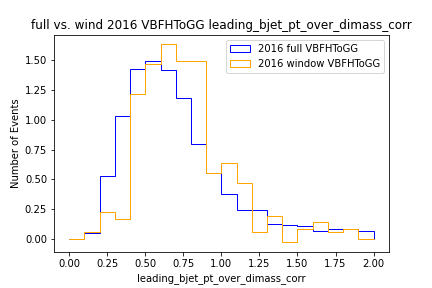 full vs. wind 2016 VBFHToGG leading_bjet_pt_over_dimass_corr
2016 full VBFHToGG
2016 window VBFHToGG
Number of Events
1.50
1.25
1.00
0.75
0.50
0.25
0.00
0.00 0.25 0.50 0.75 1.00 1.25 1.50 1.75 2.00
leading_bjet_pt_over_dimass_corr